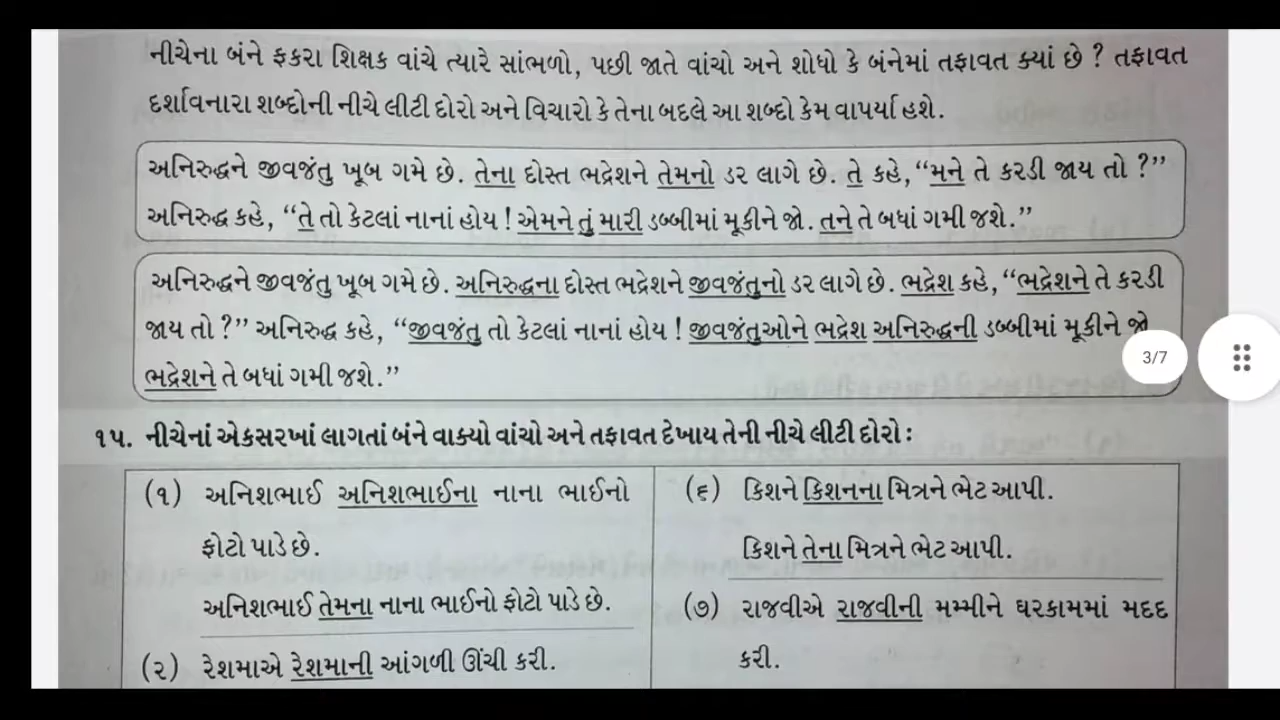 નીચેના બંને ફકરા શિક્ષક વાંચે ત્યારે સાંભળો, પછી જાતે વાંચો અને શોધો કે બંનેમાં તફાવત ક્યાં છે ? તફાવત
દર્શાવનારા શબ્દોની નીચે લીટી દોરો અને વિચારો કે તેના બદલે આ શબ્દો કેમ વાપર્યા હશે.
અનિરુદ્ધને જીવજંતુ ખૂબ ગમે છે. તેના દોસ્ત ભદ્રેશને તેમનો ડર લાગે છે. તે કહે, “મને તે કરડી જાય તો ?”
અનિરુદ્ધ કહે, “તે તો કેટલાં નાનાં હોય ! એમને તું મારી ડબ્બીમાં મૂકીને જો. તને તે બધાં ગમી જશે.”
અનિરુદ્ધને જીવજંતુ ખૂબ ગમે છે. અનિરુદ્ધના દોસ્ત ભદ્રેશને જીવજંતુનો ડર લાગે છે. ભદ્રેશ કહે, “ભદ્રેશને તે કરડી
જાય તો ?” અનિરુદ્ધ કહે, “જીવજંતુ તો કેટલાં નાનાં હોય ! જીવજંતુઓને ભદ્રેશ અનિરુદ્ધની ડબ્બીમાં મૂકીને જો
3/7
ભદ્રેશને તે બધાં ગમી જશે.”
૧૫. નીચેનાં એકસરખાં લાગતાં બંને વાક્યો વાંચો અને તફાવત દેખાય તેની નીચે લીટી દોરો :
(૧) અનિશભાઈ અનિશભાઈના નાના ભાઈનો
ફોટો પાડે છે.
અનિશભાઈ તેમના નાના ભાઈનો ફોટો પાડે છે.
(૨) રેશમાએ રેશમાની આંગળી ઊંચી કરી.
(૬) કિશને કિશનના મિત્રને ભેટ આપી.
કિશને તેના મિત્રને ભેટ આપી.
(૭) રાજવીએ રાજવીની મમ્મીને ઘરકામમાં મદદ
કરી.